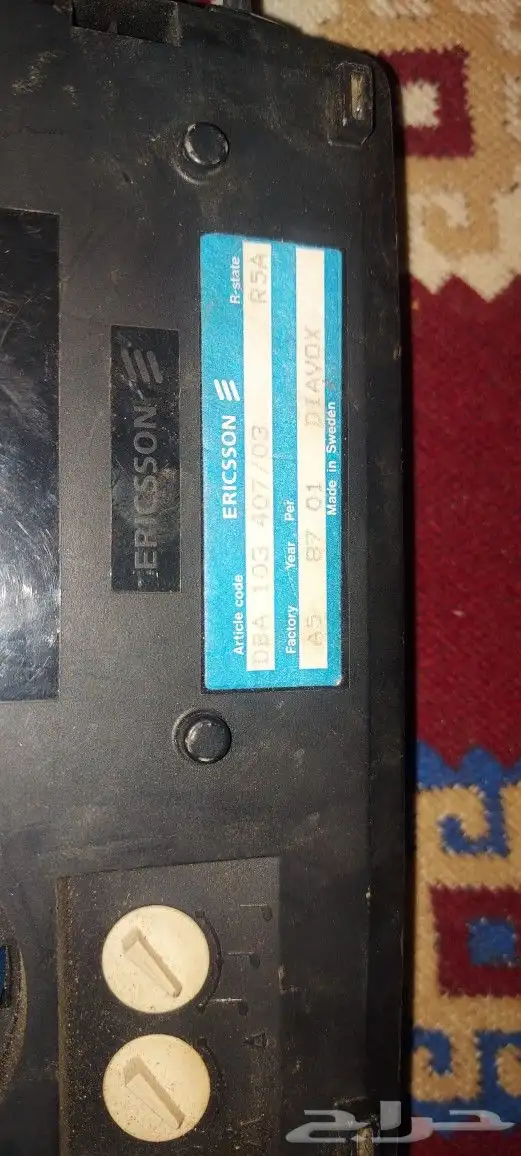 ERICSSON
ERICSSON
Article code R-state
DBA 103 407/03 R5A
Factory Year Per.
A5 87 01 DIAVOX
Made in Sweden
A
حراج